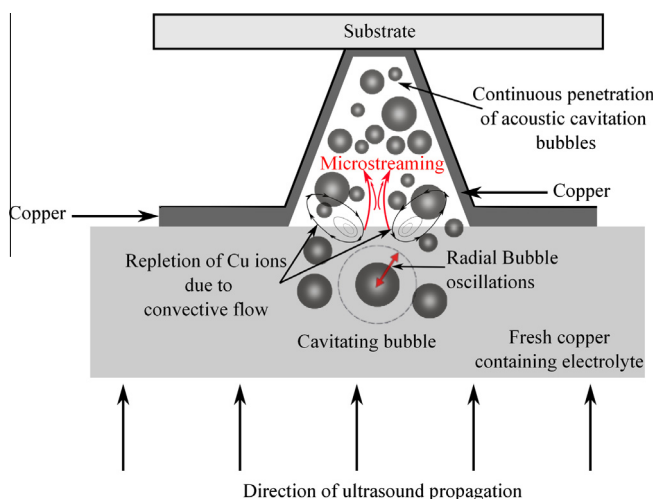 Substrate
Continuous penetration
of acoustic cavitation
bubbles
Microstreaming
Copper
Copper
Repletion of Cu ions
due to
convective flow
Radial Bubble
oscillations
Cavitating bubble
Fresh copper
containing electrolyte
Direction of ultrasound propagation